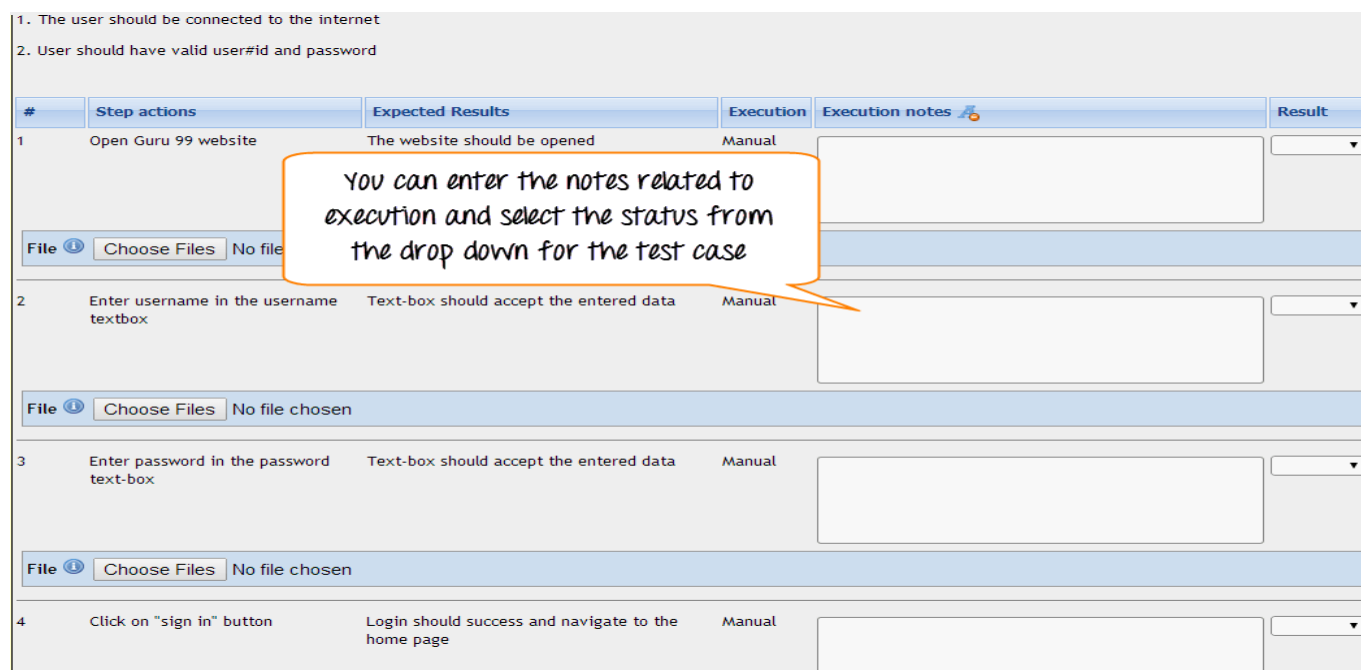 1. The user should be connected to the internet
2. User should have valid user#id and password
# Step actions Expected Results Execution Execution notes Result
1 Open Guru 99 website The website should be opened Manual
You can enter the notes related to
execution and select the status from
the drop down for the test case
File Choose Files No file
2 Enter username in the username Text-box should accept the entered data Manual
textbox
File Choose Files No file chosen
3 Enter password in the password Text-box should accept the entered data Manual
text-box
File Choose Files No file chosen
4 Click on "sign in" button Login should success and navigate to the Manual
home page